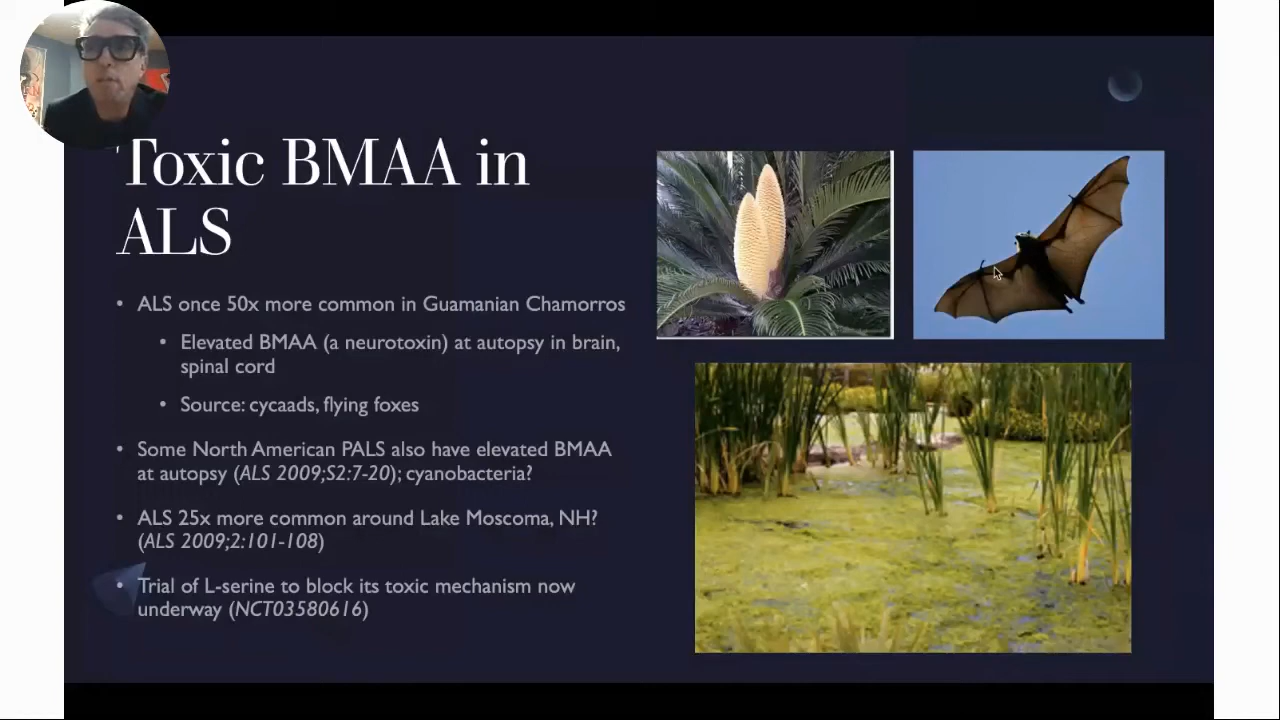 Toxic BMAA in
ALS
• ALS once 50x more common in Guamanian Chamorros
• Elevated BMAA (a neurotoxin) at autopsy in brain,
spinal cord
• Source: cycaads, flying foxes
• Some North American PALS also have elevated BMAA
at autopsy (ALS 2009;S2:7-20); cyanobacteria?
• ALS 25x more common around Lake Moscoma, NH?
(ALS 2009;2:101-108)
• Trial of L-serine to block its toxic mechanism now
underway (NCT03580616)